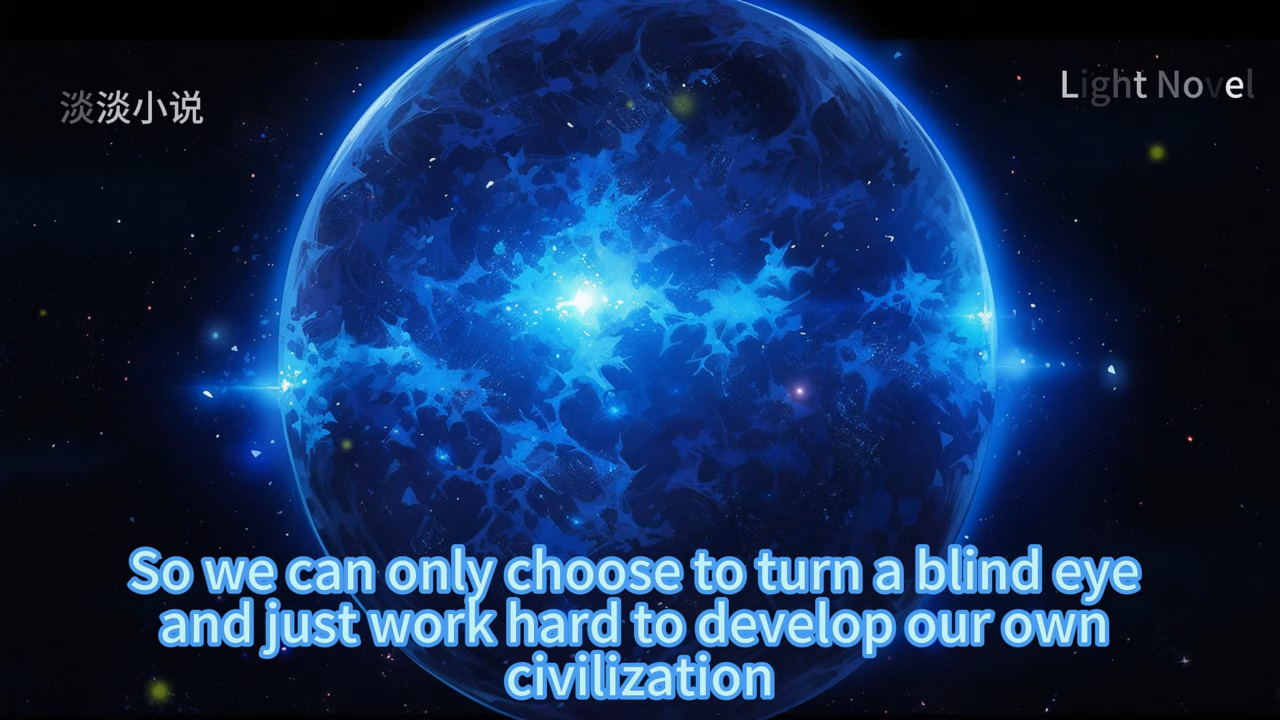 淡淡小说
Light Novel
So we can only choose to turn a blind eye
and just work hard to develop our own
civilization